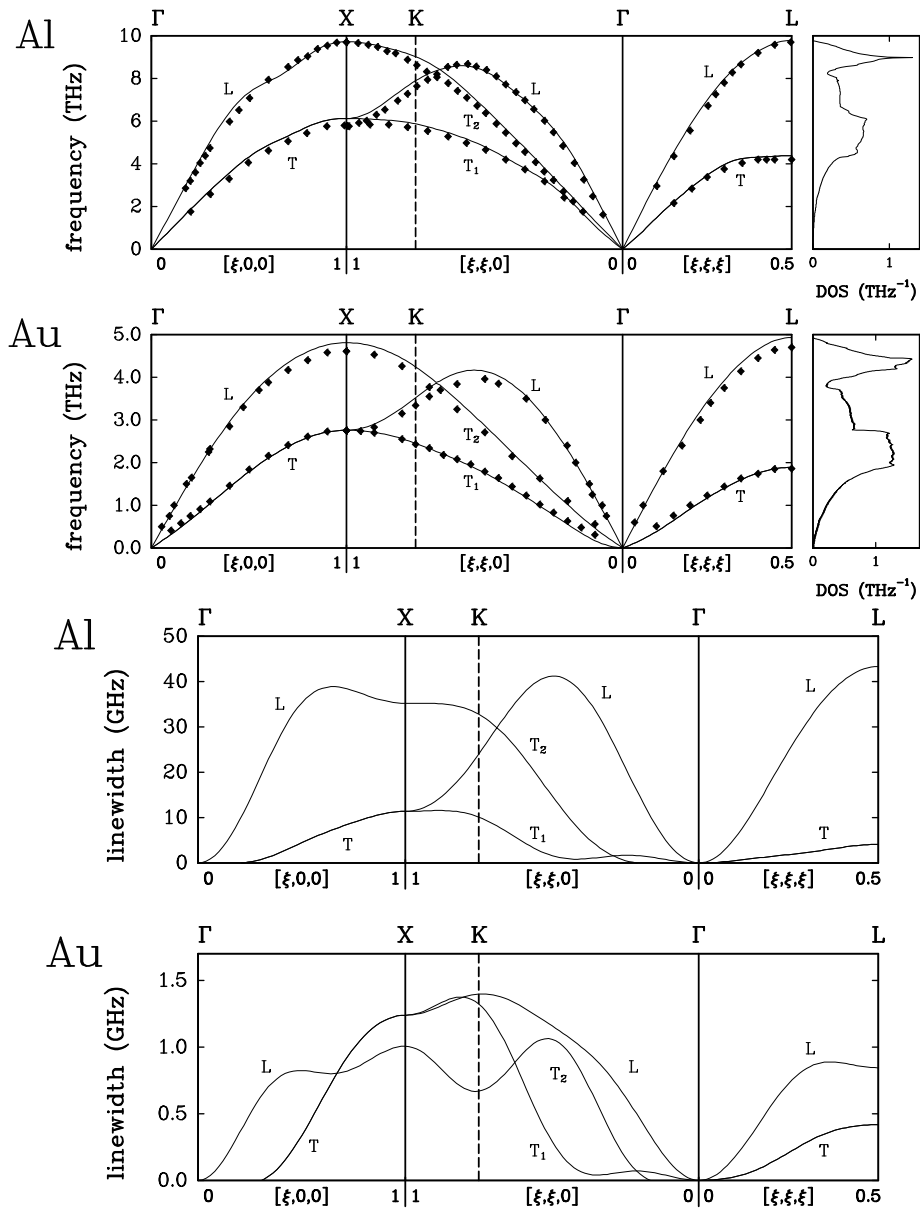 Al
Γ X K Γ L
frequency (THz)
10
8
6
4
2
0
L
T
L
T₂
T₁
L
T
0 [ξ,0,0] 1 1 [ξ,ξ,0] 0 0 [ξ,ξ,ξ] 0.5
0 1
DOS (THz⁻¹)
Au
Γ X K Γ L
frequency (THz)
5.0
4.0
3.0
2.0
1.0
0.0
L
T
L
T₂
T₁
L
T
0 [ξ,0,0] 1 1 [ξ,ξ,0] 0 0 [ξ,ξ,ξ] 0.5
0 1
DOS (THz⁻¹)
Al
Γ X K Γ L
linewidth (GHz)
50
40
30
20
10
0
L
T
L
T₂
T₁
L
T
0 [ξ,0,0] 1 1 [ξ,ξ,0] 0 0 [ξ,ξ,ξ] 0.5
Au
Γ X K Γ L
linewidth (GHz)
1.5
1.0
0.5
0.0
L
T
L
T₂
T₁
L
T
0 [ξ,0,0] 1 1 [ξ,ξ,0] 0 0 [ξ,ξ,ξ] 0.5